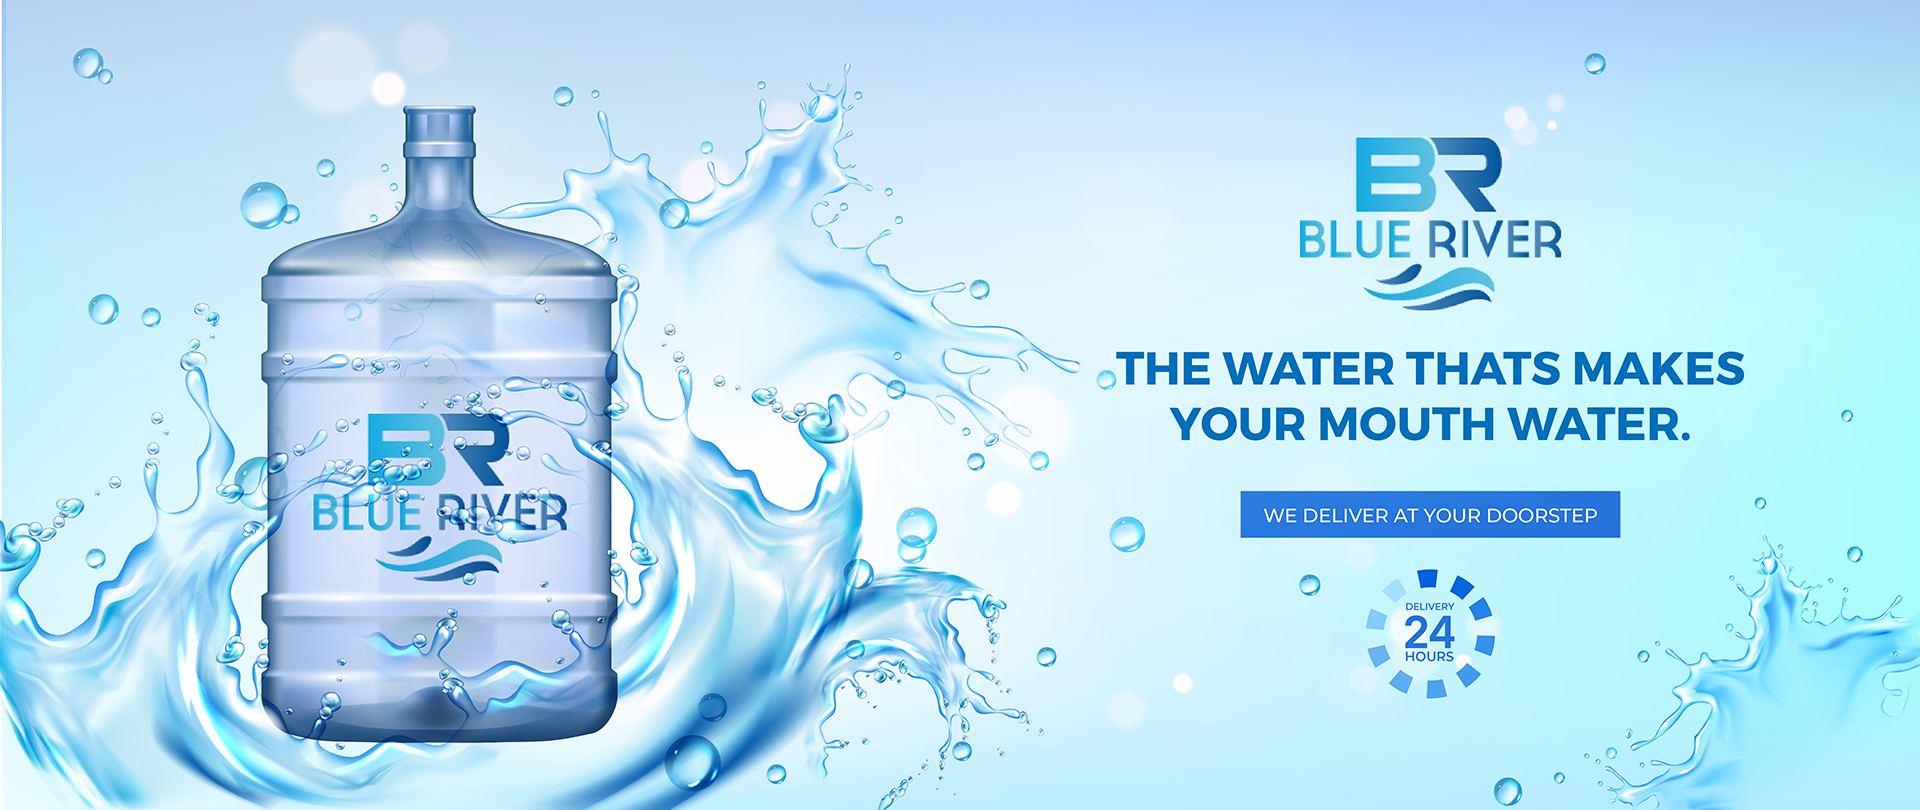 BR
BLUE RIVER
BR
BLUE RIVER
THE WATER THATS MAKES
YOUR MOUTH WATER.
WE DELIVER AT YOUR DOORSTEP
DELIVERY
24
HOURS